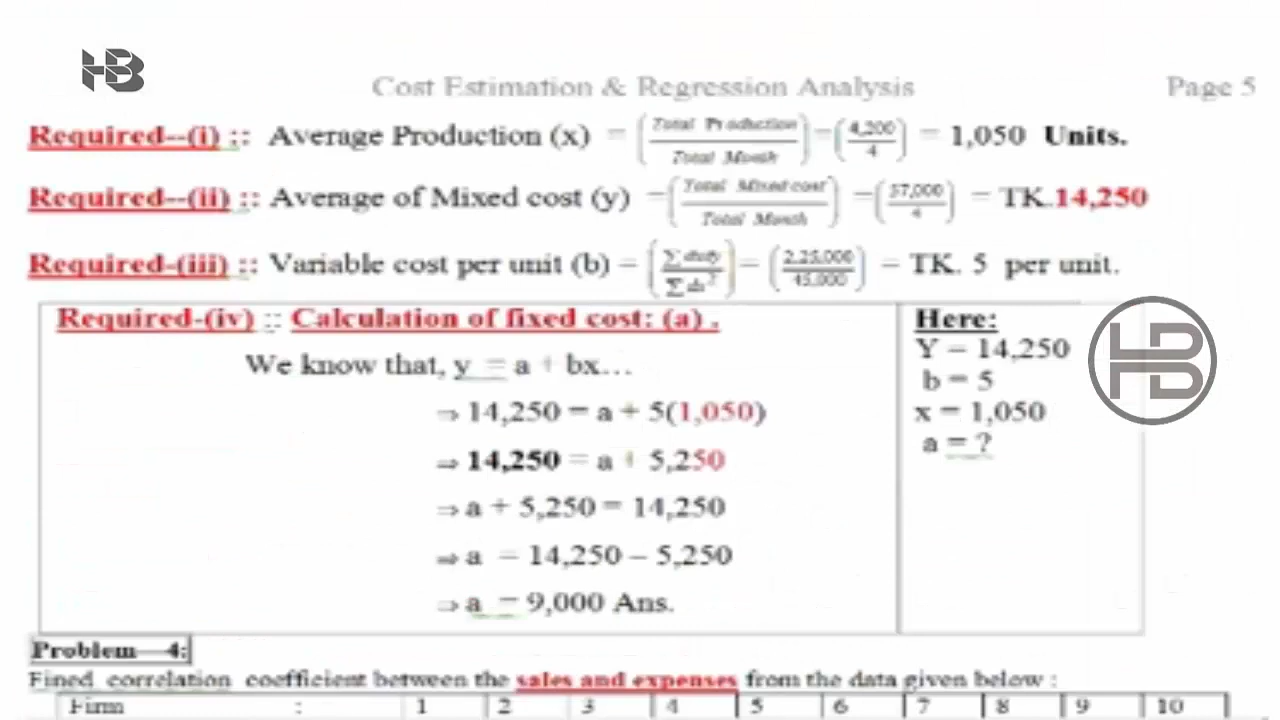 HB
Cost Estimation & Regression Analysis Page 5
Required--(i) :: Average Production (x) = (Total Production / Total Month) = (4,200 / 4) = 1,050 Units.
Required--(ii) :: Average of Mixed cost (y) = (Total Mixed cost / Total Month) = (57,000 / 4) = TK.14,250
Required-(iii) :: Variable cost per unit (b) = (∑ dxdy / ∑ dx²) = (2,25,000 / 45,000) = TK. 5 per unit.
Required-(iv) :: Calculation of fixed cost: (a) .
We know that, y = a + bx...
⇒ 14,250 = a + 5(1,050)
⇒ 14,250 = a + 5,250
⇒ a + 5,250 = 14,250
⇒ a = 14,250 – 5,250
⇒ a = 9,000 Ans.
Here:
Y = 14,250
b = 5
x = 1,050
a = ?
Problem—4:
Fined correlation coefficient between the sales and expenses from the data given below :
Firm : 1 2 3 4 5 6 7 8 9 10